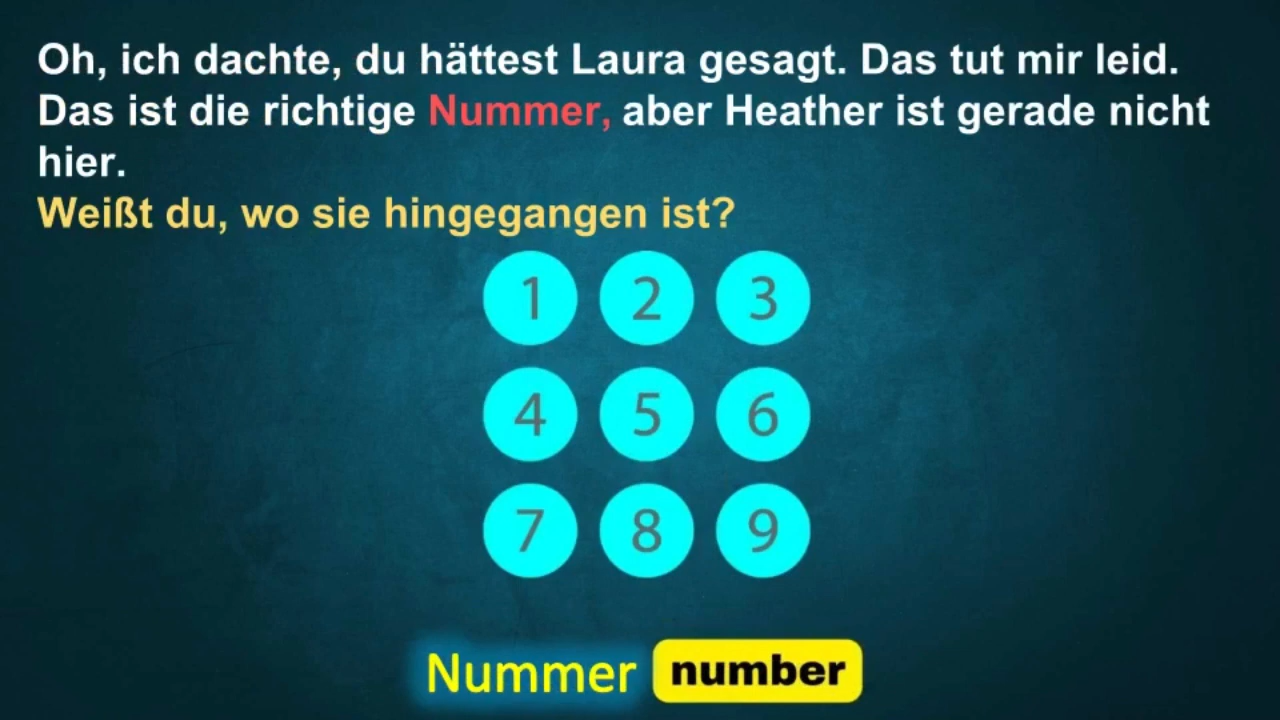 Oh, ich dachte, du hättest Laura gesagt. Das tut mir leid.
Das ist die richtige Nummer, aber Heather ist gerade nicht
hier.
Weißt du, wo sie hingegangen ist?
1 2 3
4 5 6
7 8 9
Nummer number